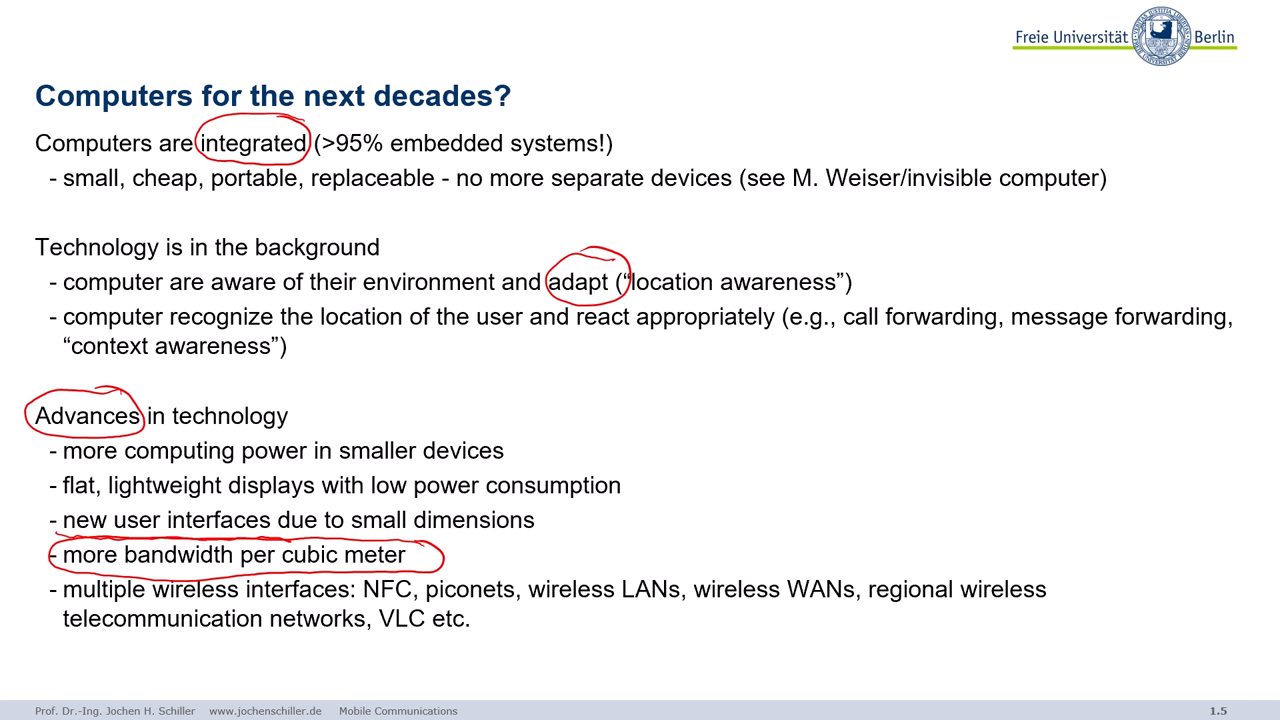 Freie Universität Berlin
Computers for the next decades?
Computers are integrated (>95% embedded systems!)
- small, cheap, portable, replaceable - no more separate devices (see M. Weiser/invisible computer)
Technology is in the background
- computer are aware of their environment and adapt (“location awareness”)
- computer recognize the location of the user and react appropriately (e.g., call forwarding, message forwarding,
“context awareness”)
Advances in technology
- more computing power in smaller devices
- flat, lightweight displays with low power consumption
- new user interfaces due to small dimensions
- more bandwidth per cubic meter
- multiple wireless interfaces: NFC, piconets, wireless LANs, wireless WANs, regional wireless
telecommunication networks, VLC etc.
Prof. Dr.-Ing. Jochen H. Schiller www.jochenschiller.de Mobile Communications 1.5